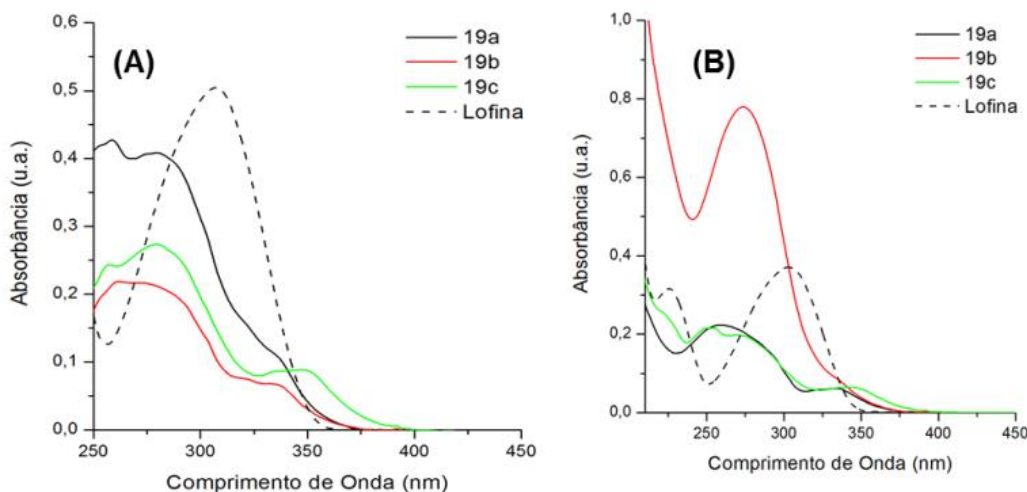 (A)
19a
19b
19c
Lofina
Absorbância (u.a.)
0,6
0,5
0,4
0,3
0,2
0,1
0,0
250 300 350 400 450
Comprimento de Onda (nm)
(B)
19a
19b
19c
Lofina
Absorbância (u.a.)
1,0
0,8
0,6
0,4
0,2
0,0
250 300 350 400 450
Comprimento de Onda (nm)